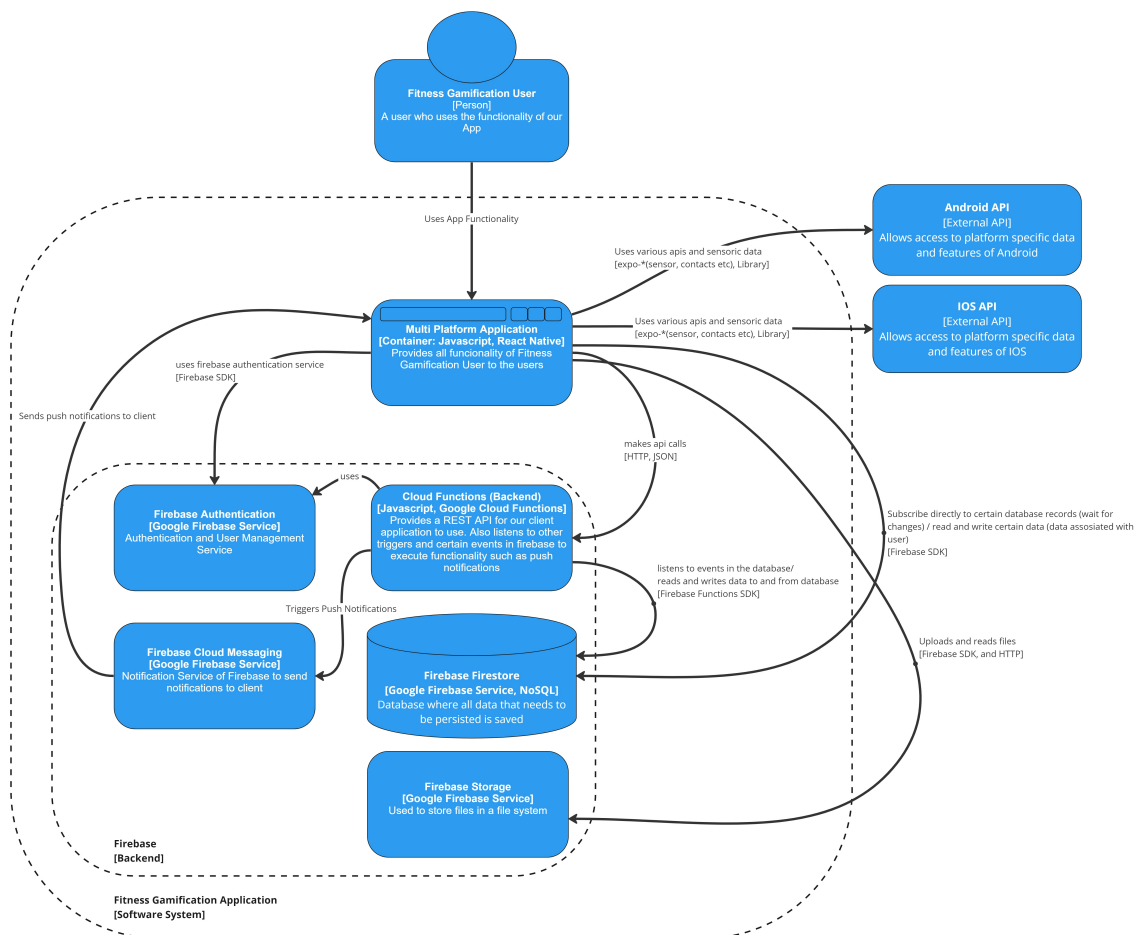 Fitness Gamification User
[Person]
A user who uses the functionality of our
App
Uses App Functionality
Android API
[External API]
Allows access to platform specific data
and features of Android
Uses various apis and sensoric data
[expo-*(sensor, contacts etc), Library]
IOS API
[External API]
Allows access to platform specific data
and features of IOS
Uses various apis and sensoric data
[expo-*(sensor, contacts etc), Library]
Multi Platform Application
[Container: Javascript, React Native]
Provides all funcionality of Fitness
Gamification User to the users
uses firebase authentication service
[Firebase SDK]
Sends push notifications to client
makes api calls
[HTTP, JSON]
uses
Firebase Authentication
[Google Firebase Service]
Authentication and User Management
Service
Cloud Functions (Backend)
[Javascript, Google Cloud Functions]
Provides a REST API for our client
application to use. Also listens to other
triggers and certain events in firebase to
execute functionality such as push
notifications
Subscribe directly to certain database records (wait for
changes) / read and write certain data (data assosiated with
user)
[Firebase SDK]
listens to events in the database/
reads and writes data to and from database
[Firebase Functions SDK]
Triggers Push Notifications
Firebase Cloud Messaging
[Google Firebase Service]
Notification Service of Firebase to send
notifications to client
Firebase Firestore
[Google Firebase Service, NoSQL]
Database where all data that needs to
be persisted is saved
Uploads and reads files
[Firebase SDK, and HTTP]
Firebase Storage
[Google Firebase Service]
Used to store files in a file system
Firebase
[Backend]
Fitness Gamification Application
[Software System]